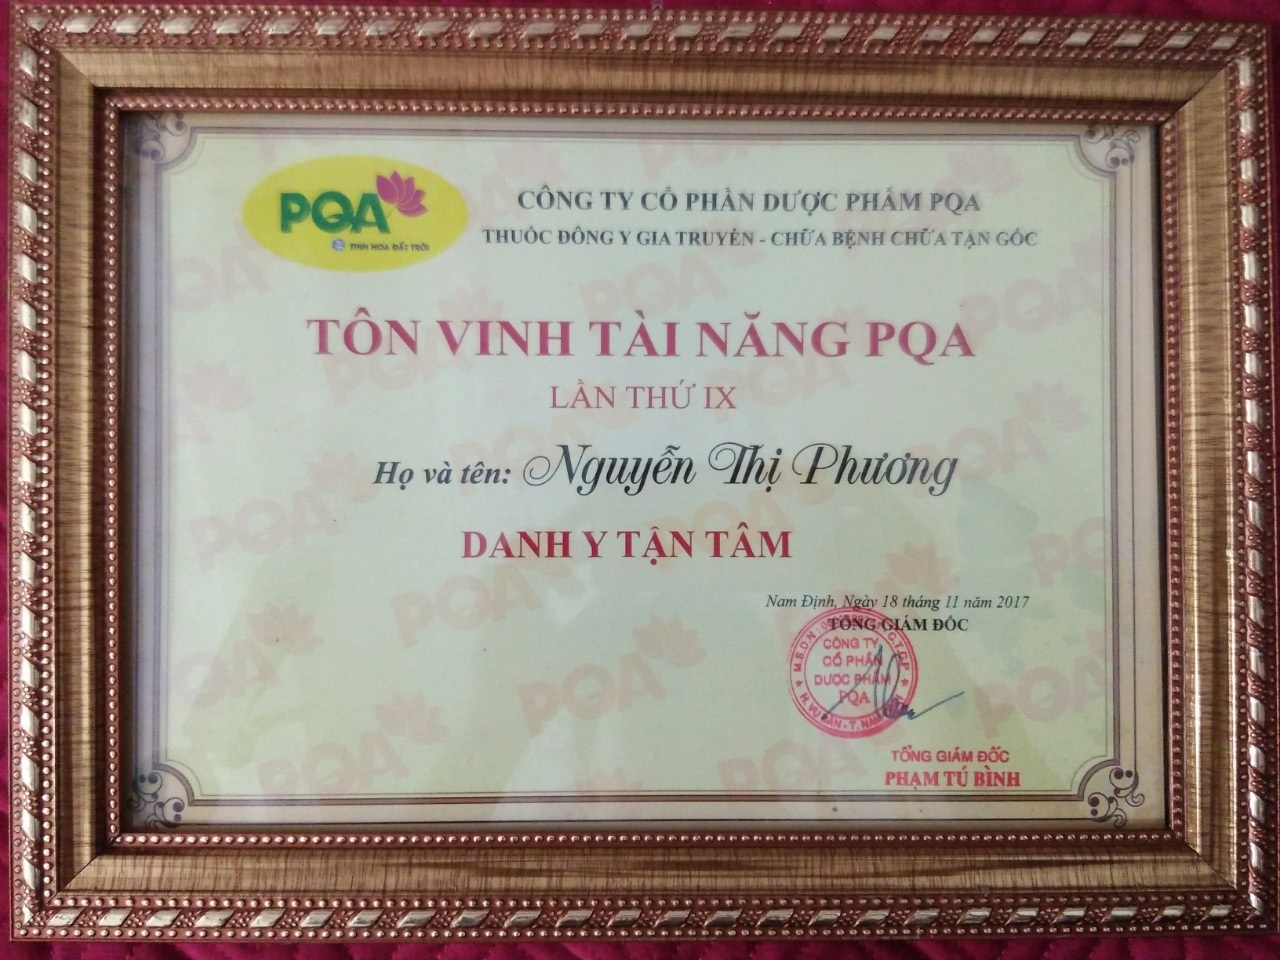 PQA
TINH HOA ĐẤT TRỜI
CÔNG TY CỔ PHẦN DƯỢC PHẨM PQA
THUỐC ĐÔNG Y GIA TRUYỀN - CHỮA BỆNH CHỮA TẬN GỐC
TÔN VINH TÀI NĂNG PQA
LẦN THỨ IX
Họ và tên: Nguyễn Thị Phương
DANH Y TẬN TÂM
Nam Định, Ngày 18 tháng 11 năm 2017
TỔNG GIÁM ĐỐC
CÔNG TY
CỔ PHẦN
DƯỢC PHẨM
PQA
TỔNG GIÁM ĐỐC
PHẠM TÚ BÌNH